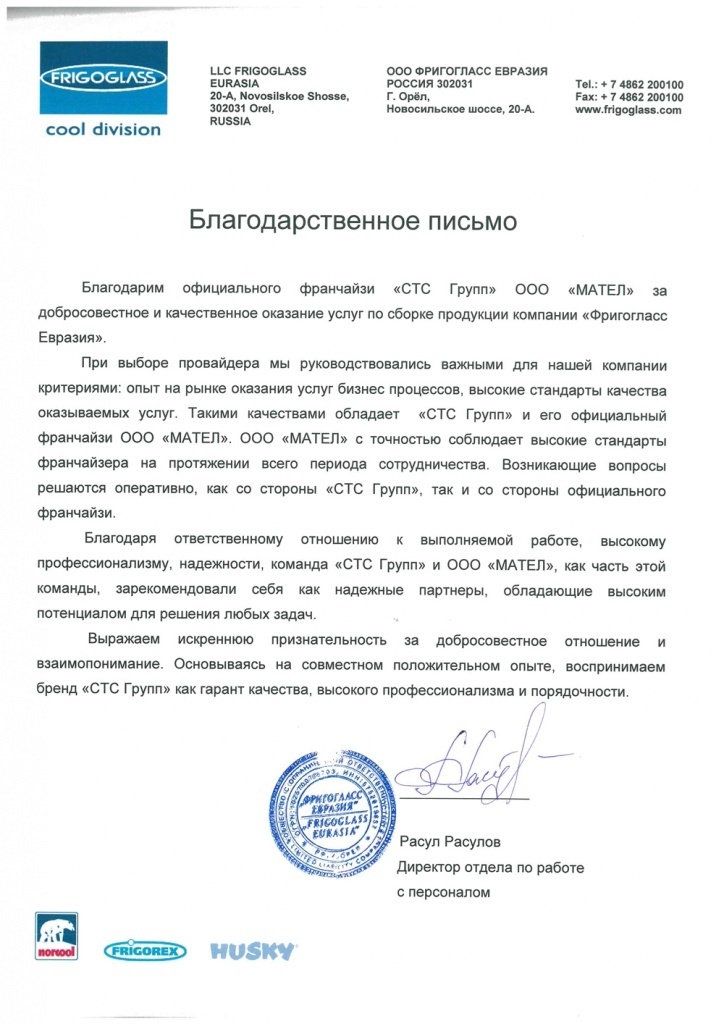 FRIGOGLASS
cool division
LLC FRIGOGLASS
EURASIA
20-A, Novosilskoe Shosse,
302031 Orel,
RUSSIA
ООО ФРИГОГЛАСС ЕВРАЗИЯ
РОССИЯ 302031
Г. Орёл,
Новосильское шоссе, 20-А.
Tel.: + 7 4862 200100
Fax: + 7 4862 200100
www.frigoglass.com
Благодарственное письмо
Благодарим официального франчайзи «СТС Групп» ООО «МАТЕЛ» за
добросовестное и качественное оказание услуг по сборке продукции компании «Фригогласс
Евразия».
При выборе провайдера мы руководствовались важными для нашей компании
критериями: опыт на рынке оказания услуг бизнес процессов, высокие стандарты качества
оказываемых услуг. Такими качествами обладает «СТС Групп» и его официальный
франчайзи ООО «МАТЕЛ». ООО «МАТЕЛ» с точностью соблюдает высокие стандарты
франчайзера на протяжении всего периода сотрудничества. Возникающие вопросы
решаются оперативно, как со стороны «СТС Групп», так и со стороны официального
франчайзи.
Благодаря ответственному отношению к выполняемой работе, высокому
профессионализму, надежности, команда «СТС Групп» и ООО «МАТЕЛ», как часть этой
команды, зарекомендовали себя как надежные партнеры, обладающие высоким
потенциалом для решения любых задач.
Выражаем искреннюю признательность за добросовестное отношение и
взаимопонимание. Основываясь на совместном положительном опыте, воспринимаем
бренд «СТС Групп» как гарант качества, высокого профессионализма и порядочности.
"ФРИГОГЛАСС
ЕВРАЗИЯ"
"FRIGOGLASS
EURASIA"
LIMITED LIABILITY COMPANY
Расул Расулов
Директор отдела по работе
с персоналом
norcool
FRIGOREX
HUSKY